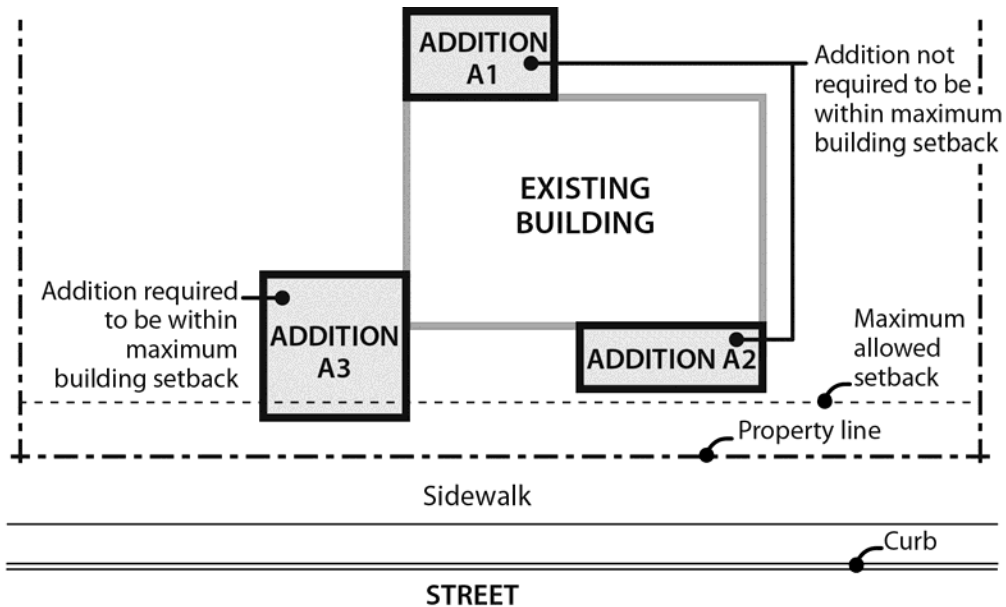 ADDITION
A1
Addition not
required to be
within maximum
building setback
EXISTING
BUILDING
Addition required
to be within
maximum
building setback
ADDITION
A3
ADDITION A2
Maximum
allowed
setback
Property line
Sidewalk
Curb
STREET